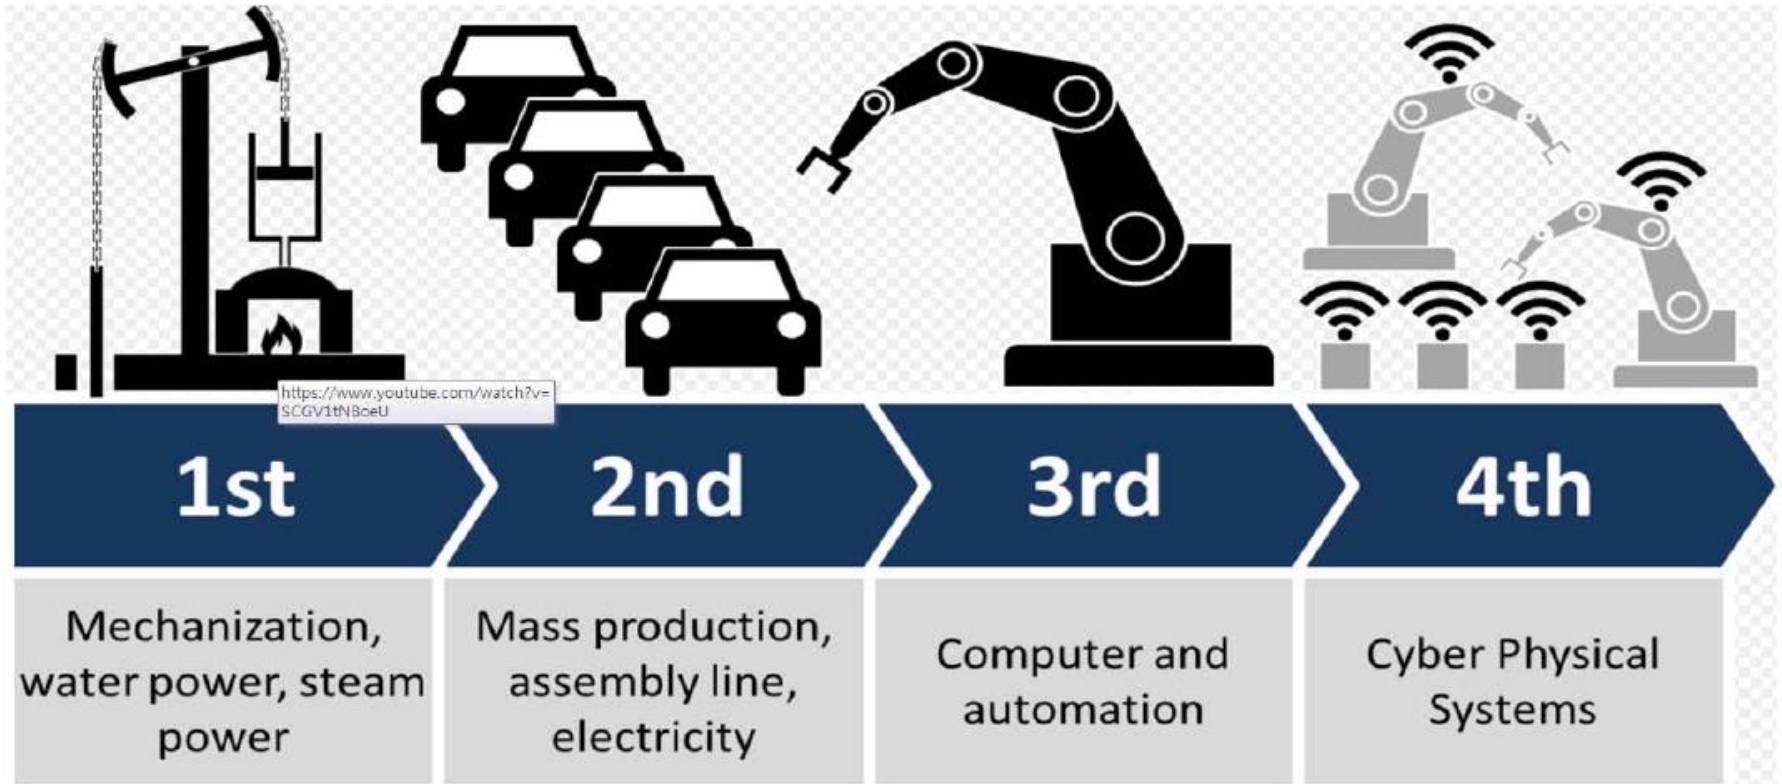 https://www.youtube.com/watch?v=
SCGV1tNBoeU
1st
2nd
3rd
4th
Mechanization,
water power, steam
power
Mass production,
assembly line,
electricity
Computer and
automation
Cyber Physical
Systems